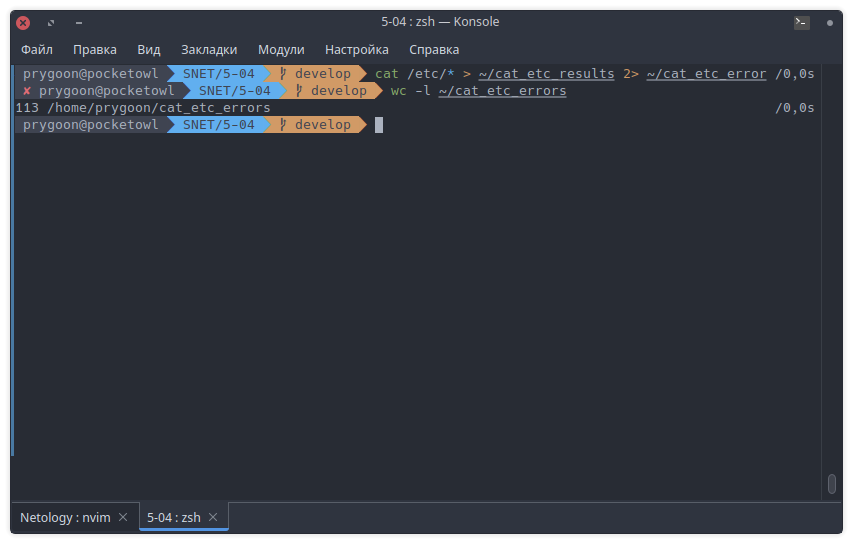 5-04 : zsh — Konsole
Файл Правка Вид Закладки Модули Настройка Справка
prygoon@pocketowl SNET/5-04 develop cat /etc/* > ~/cat_etc_results 2> ~/cat_etc_error /0,0s
✘ prygoon@pocketowl SNET/5-04 develop wc -l ~/cat_etc_errors
113 /home/prygoon/cat_etc_errors /0,0s
prygoon@pocketowl SNET/5-04 develop
Netology : nvim 5-04 : zsh